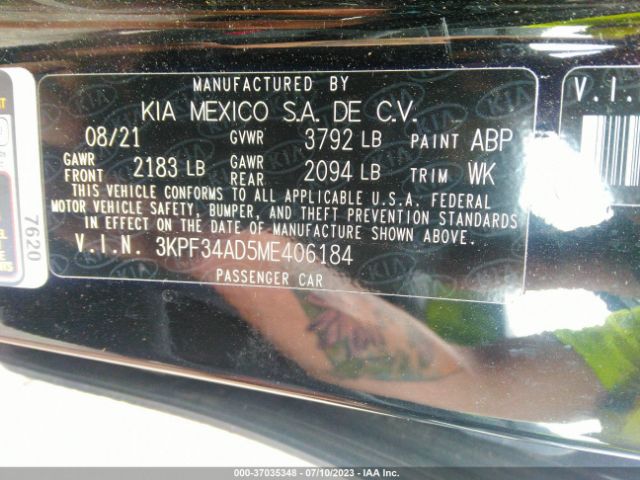 MANUFACTURED BY
KIA MEXICO S.A. DE C.V.
08/21 GVWR 3792 LB PAINT ABP
GAWR FRONT 2183 LB GAWR REAR 2094 LB TRIM WK
THIS VEHICLE CONFORMS TO ALL APPLICABLE U.S.A. FEDERAL
MOTOR VEHICLE SAFETY, BUMPER, AND THEFT PREVENTION STANDARDS
IN EFFECT ON THE DATE OF MANUFACTURE SHOWN ABOVE.
V.I.N. 3KPF34AD5ME406184
PASSENGER CAR
7620
V.I.
000-37035348 - 07/10/2023 - IAA Inc.